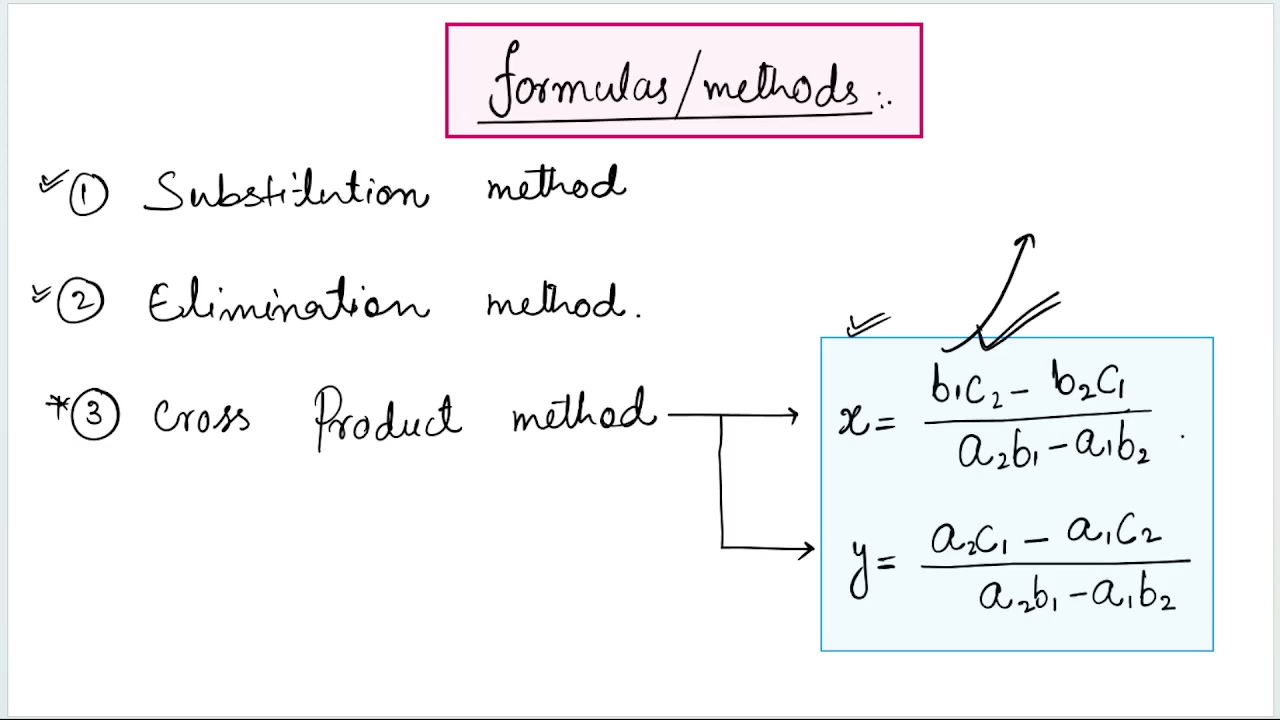 formulas/methods:.
① Substitution method
② Elimination method.
*③ Cross Product method
x = b₁c₂ - b₂c₁ / a₂b₁ - a₁b₂ .
y = a₂c₁ - a₁c₂ / a₂b₁ - a₁b₂